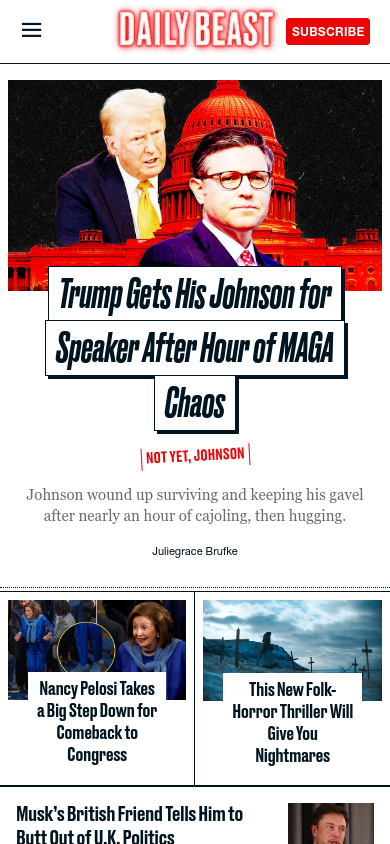 DAILY BEAST
SUBSCRIBE
Trump Gets His Johnson for
Speaker After Hour of MAGA
Chaos
NOT YET, JOHNSON
Johnson wound up surviving and keeping his gavel
after nearly an hour of cajoling, then hugging.
Juliegrace Brufke
Nancy Pelosi Takes
a Big Step Down for
Comeback to
Congress
This New Folk-
Horror Thriller Will
Give You
Nightmares
Musk’s British Friend Tells Him to
Butt Out of U.K. Politics